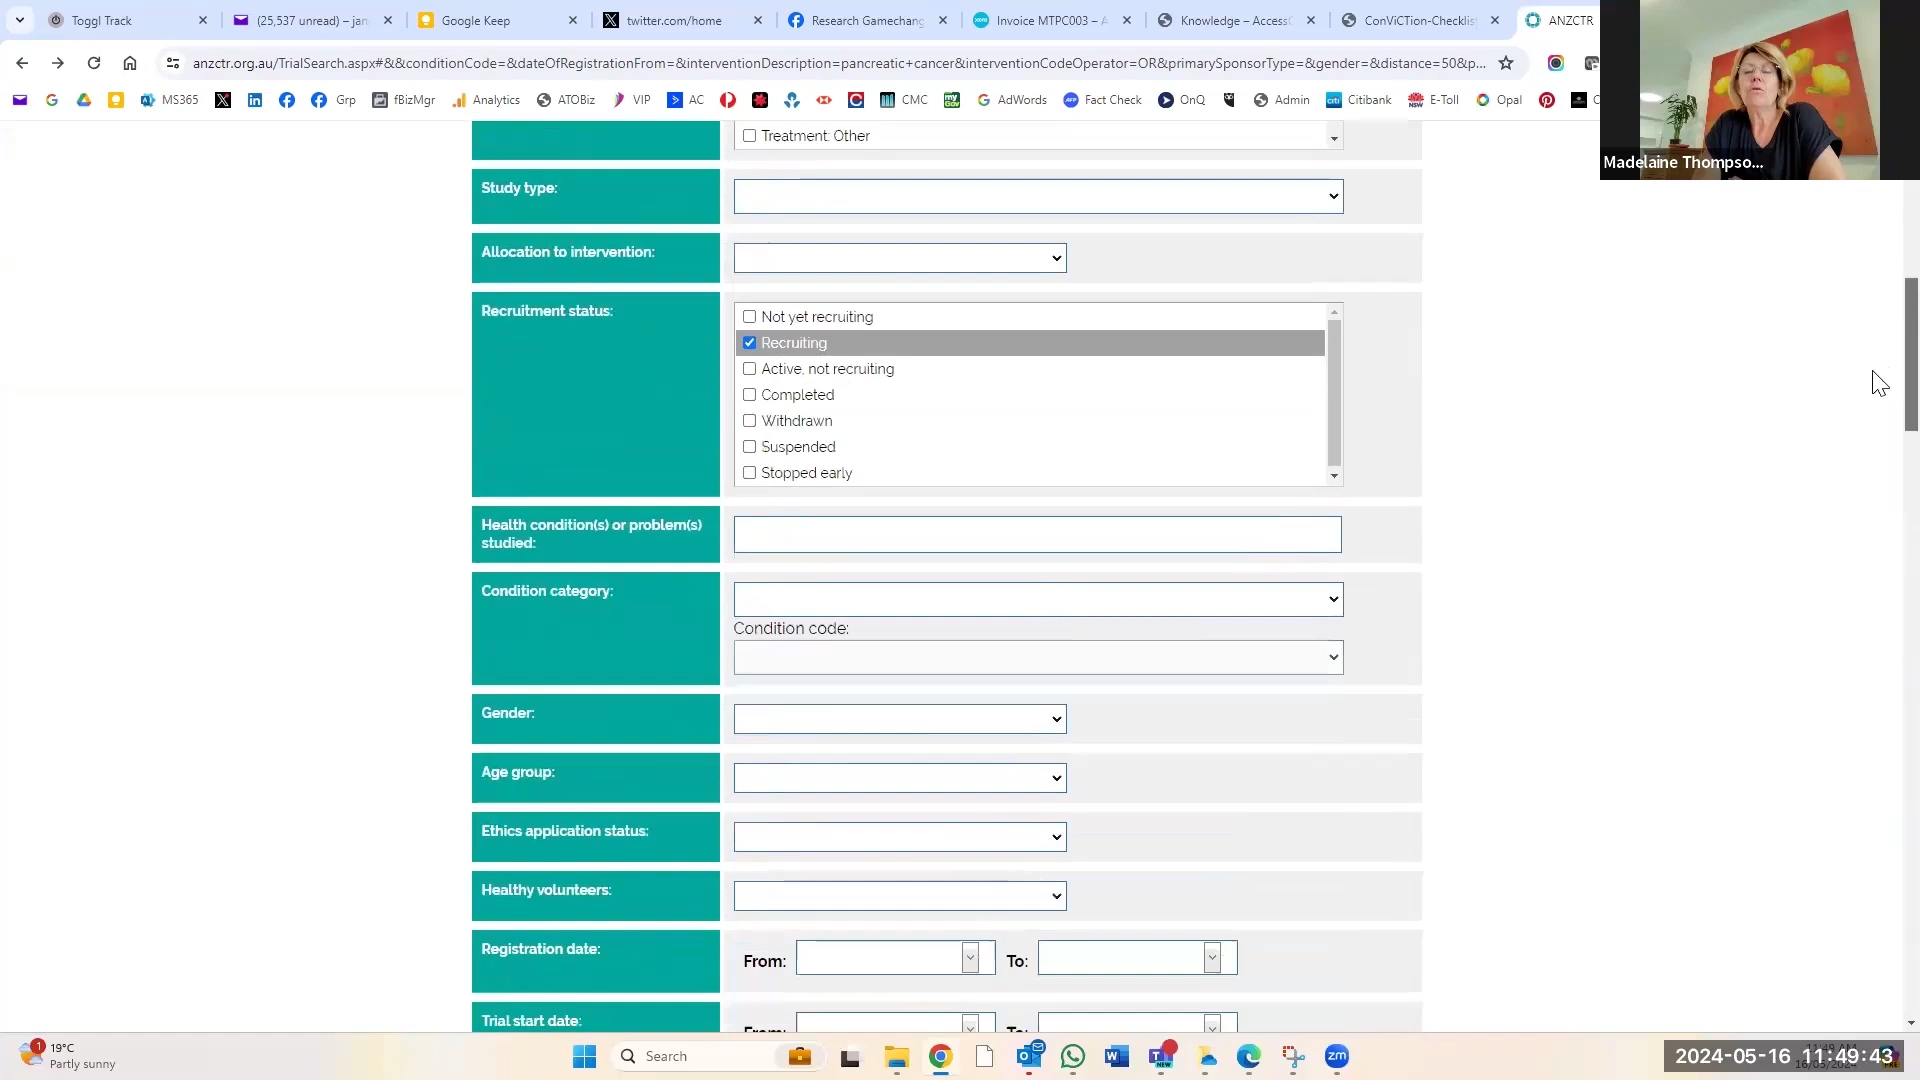 Toggl Track
(25,537 unread) – jan
Google Keep
twitter.com/home
Research Gamechang
Invoice MTPC003 – A
Knowledge – AccessC
ConViCTion-Checklis
ANZCTR
anzctr.org.au/TrialSearch.aspx#&&conditionCode=&dateOfRegistrationFrom=&interventionDescription=pancreatic+cancer&interventionCodeOperator=OR&primarySponsorType=&gender=&distance=50&p...
MS365
Grp
fBizMgr
Analytics
ATOBiz
VIP
AC
CMC
AdWords
Fact Check
OnQ
Admin
Citibank
E-Toll
Opal
Madelaine Thompso...
Treatment: Other
Study type:
Allocation to intervention:
Recruitment status:
Not yet recruiting
Recruiting
Active, not recruiting
Completed
Withdrawn
Suspended
Stopped early
Health condition(s) or problem(s)
studied:
Condition category:
Condition code:
Gender:
Age group:
Ethics application status:
Healthy volunteers:
Registration date:
From:
To:
Trial start date:
From:
To:
1
19°C
Partly sunny
Search
zm
2024-05-16 11:49:43